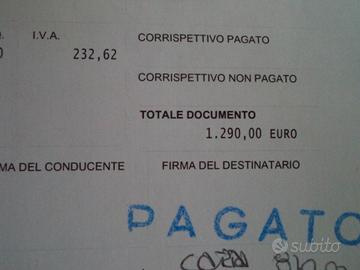 I.V.A.
CORRISPETTIVO PAGATO
232,62
CORRISPETTIVO NON PAGATO
TOTALE DOCUMENTO
1.290,00 EURO
MA DEL CONDUCENTE
FIRMA DEL DESTINATARIO
PAGATO
subito